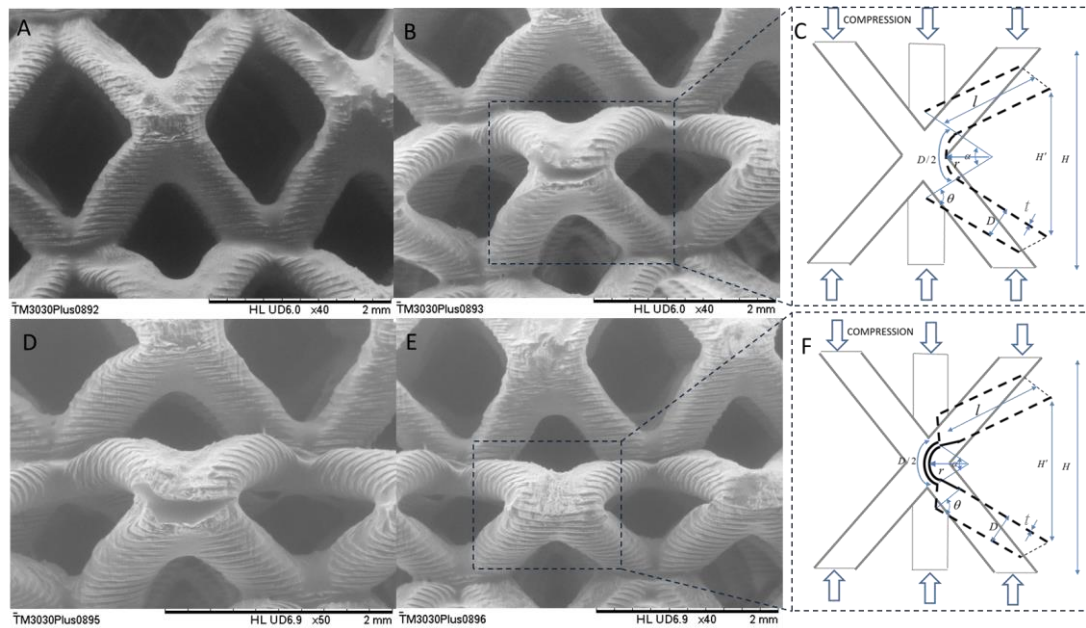 A
TM3030Plus0892
HL UD6.0 x40 2 mm
B
TM3030Plus0893
HL UD6.0 x40 2 mm
C
COMPRESSION
l
D/2
α
r
H'
H
θ
D
t
D
TM3030Plus0895
HL UD6.9 x50 2 mm
E
TM3030Plus0896
HL UD6.9 x40 2 mm
F
COMPRESSION
l
D/2
r
H'
H
θ
D
t